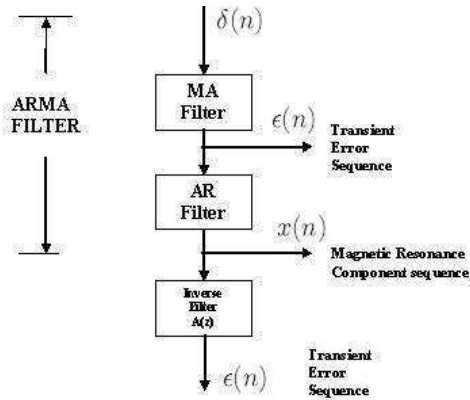 δ(n)
MA
Filter
ARMA
FILTER
ϵ(n)
Transient
Error
Sequence
AR
Filter
x(n)
Magnetic Resonance
Component sequence
Inverse
Filter
A(z)
ϵ(n)
Transient
Error
Sequence